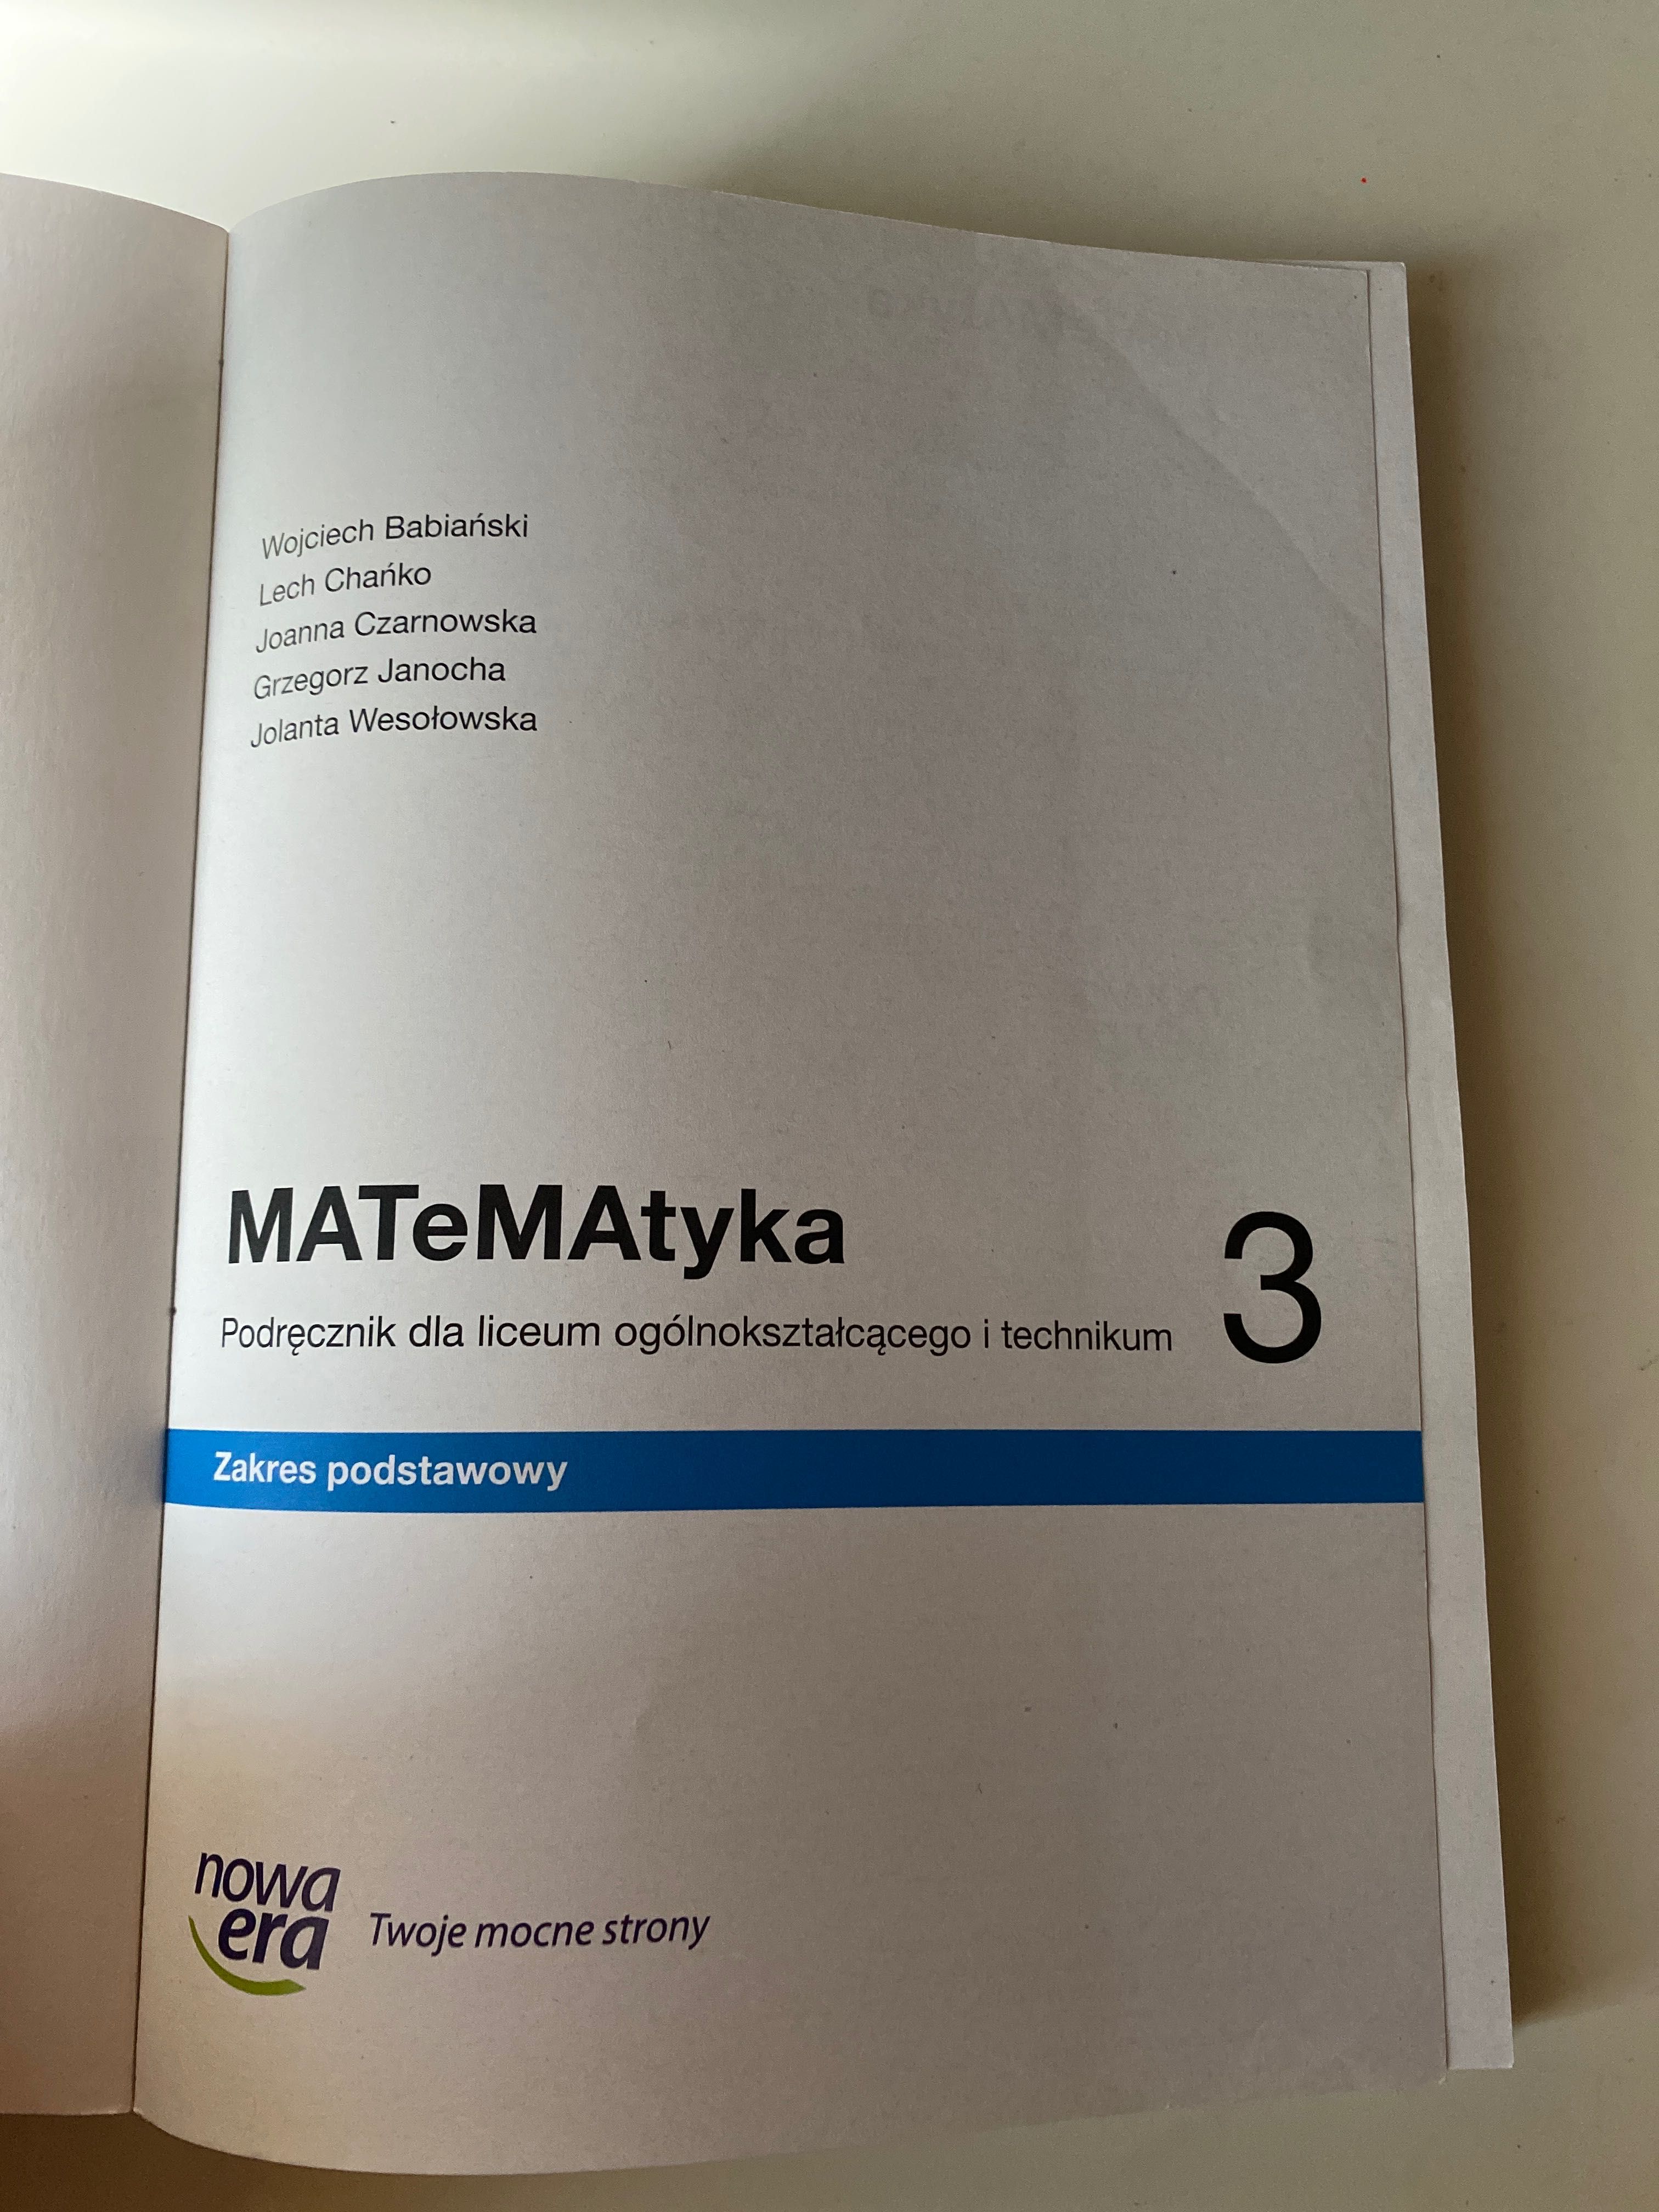 Wojciech Babiański
Lech Chańko
Joanna Czarnowska
Grzegorz Janocha
Jolanta Wesołowska
MATeMAtyka 3
Podręcznik dla liceum ogólnokształcącego i technikum
Zakres podstawowy
nowa
era
Twoje mocne strony